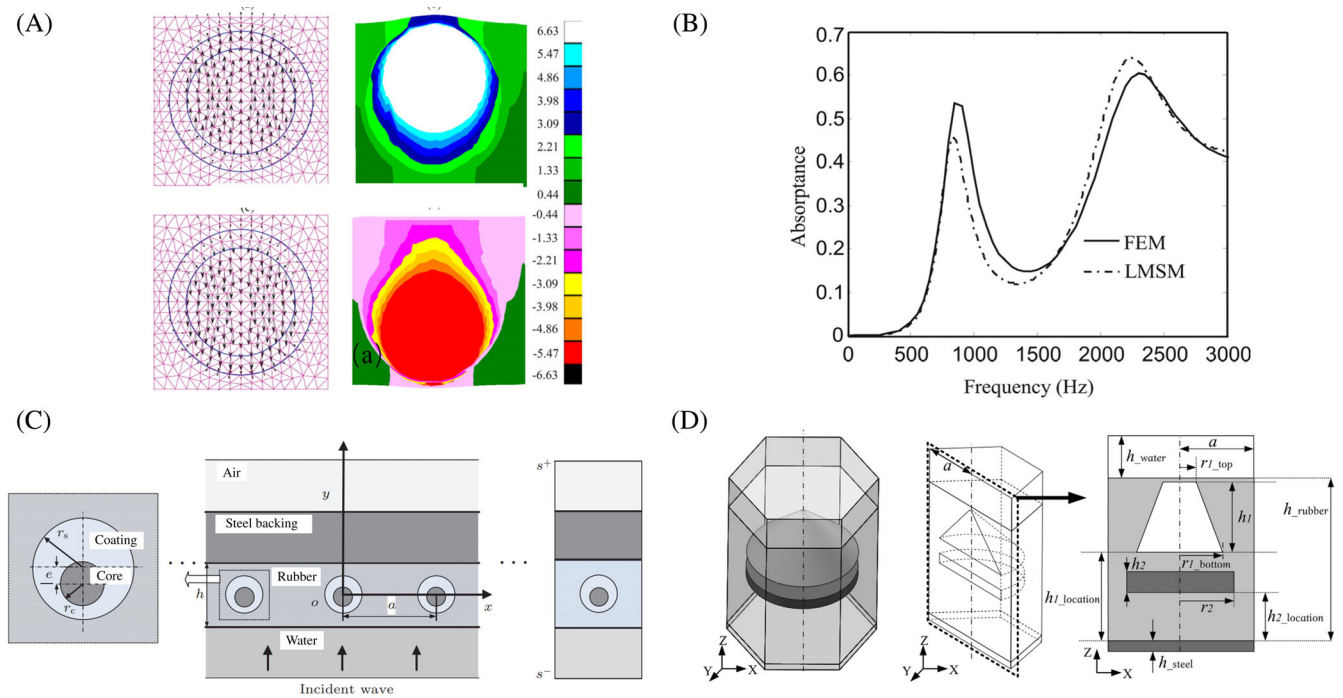 (A)
6.63
5.47
4.86
3.98
3.09
2.21
1.33
0.44
-0.44
-1.33
-2.21
-3.09
-3.98
-4.86
-5.47
-6.63
(a)
(B)
0.7
0.6
0.5
0.4
0.3
0.2
0.1
0
Absorptance
FEM
LMSM
0 500 1000 1500 2000 2500 3000
Frequency (Hz)
(C)
r_s
Coating
e
Core
r_c
Air
y
Steel backing
Rubber
h
o
a
x
Water
Incident wave
s+
s−
(D)
a
h_water
r1_top
h1
h_rubber
r1_bottom
h2
h1_location
r2
h2_location
h_steel
a
Z
Y X
Z
Y X
Z
X